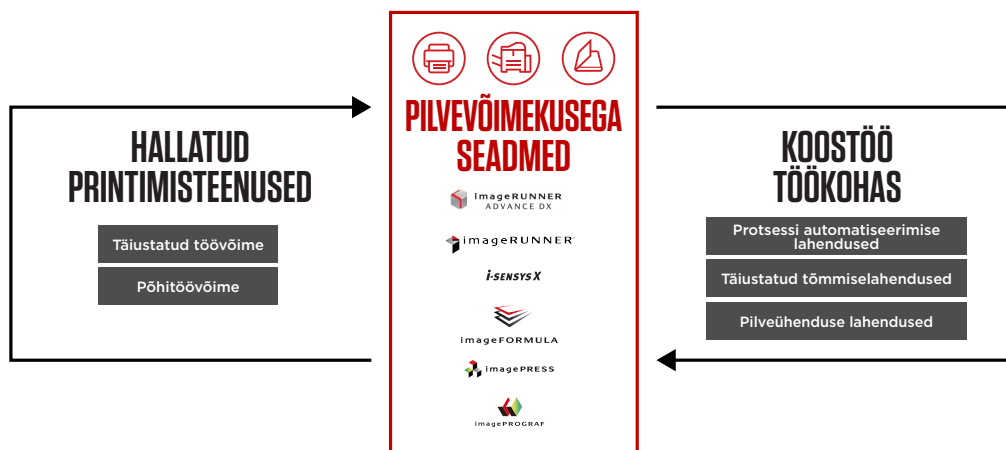 HALLATUD
PRINTIMISTEENUSED
Täiustatud töövõime
Põhitöövõime
PILVEVÕIMEKUSEGA
SEADMED
imageRUNNER
ADVANCE DX
imageRUNNER
i-SENSYS X
imageFORMULA
imagePRESS
imagePROGRAF
KOOSTÖÖ
TÖÖKOHAS
Protsessi automatiseerimise
lahendused
Täiustatud tõmmiselahendused
Pilveühenduse lahendused